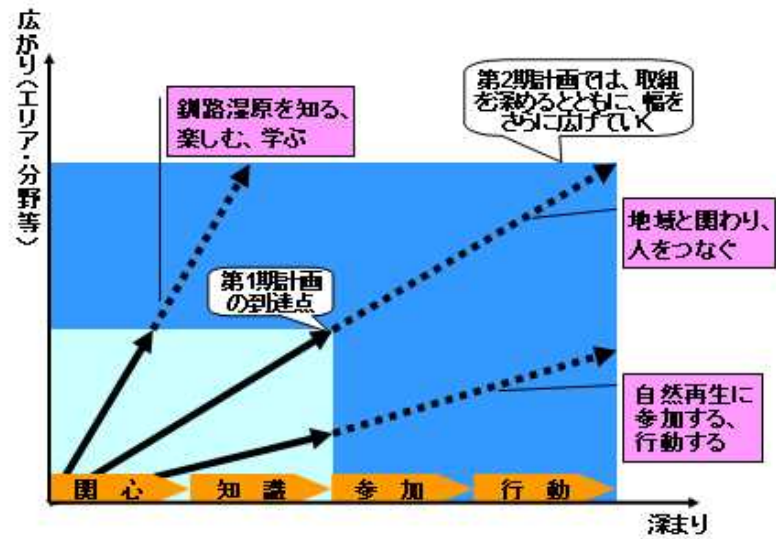 広がり(エリア・分野等)
釧路湿原を知る、
楽しむ、学ぶ
第2期計画では、取組
を深めるとともに、幅を
さらに広げていく
地域と関わり、
人をつなぐ
第1期計画
の到達点
自然再生に
参加する、
行動する
関心
知識
参加
行動
深まり